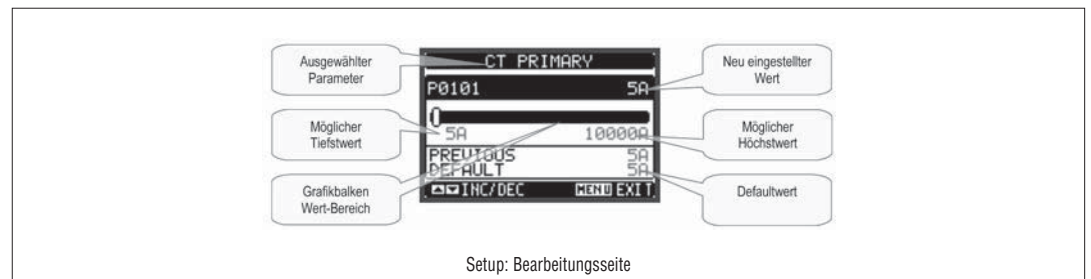 Ausgewählter
Parameter
CT PRIMARY
Neu eingestellter
Wert
P0101 5A
Möglicher
Tiefstwert
5A 10000A
Möglicher
Höchstwert
PREVIOUS 5A
DEFAULT 5A
Grafikbalken
Wert-Bereich
▲▼ INC/DEC MENU EXIT
Defaultwert
Setup: Bearbeitungsseite